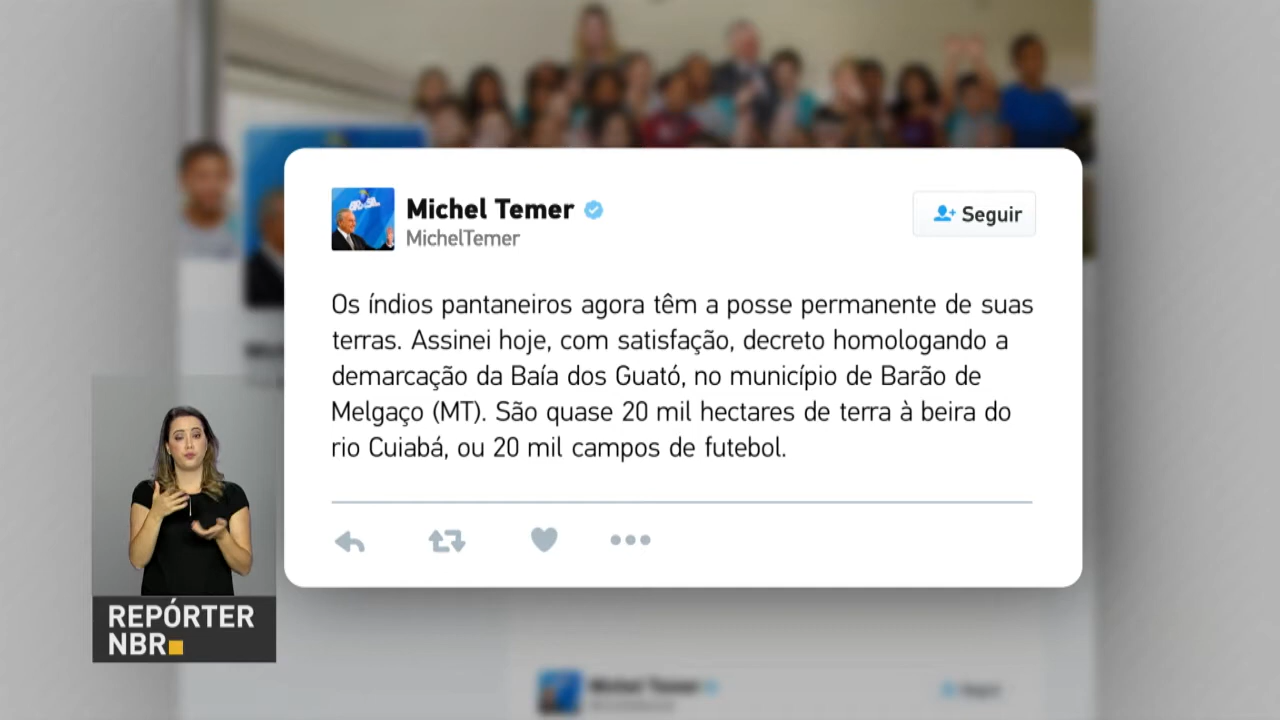 Michel Temer
MichelTemer
Seguir
Os índios pantaneiros agora têm a posse permanente de suas
terras. Assinei hoje, com satisfação, decreto homologando a
demarcação da Baía dos Guató, no município de Barão de
Melgaço (MT). São quase 20 mil hectares de terra à beira do
rio Cuiabá, ou 20 mil campos de futebol.
REPÓRTER
NBR
Michel Temer